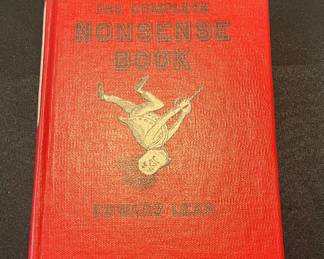 THE COMPLETE
NONSENSE
BOOK
EDWARD LEAR